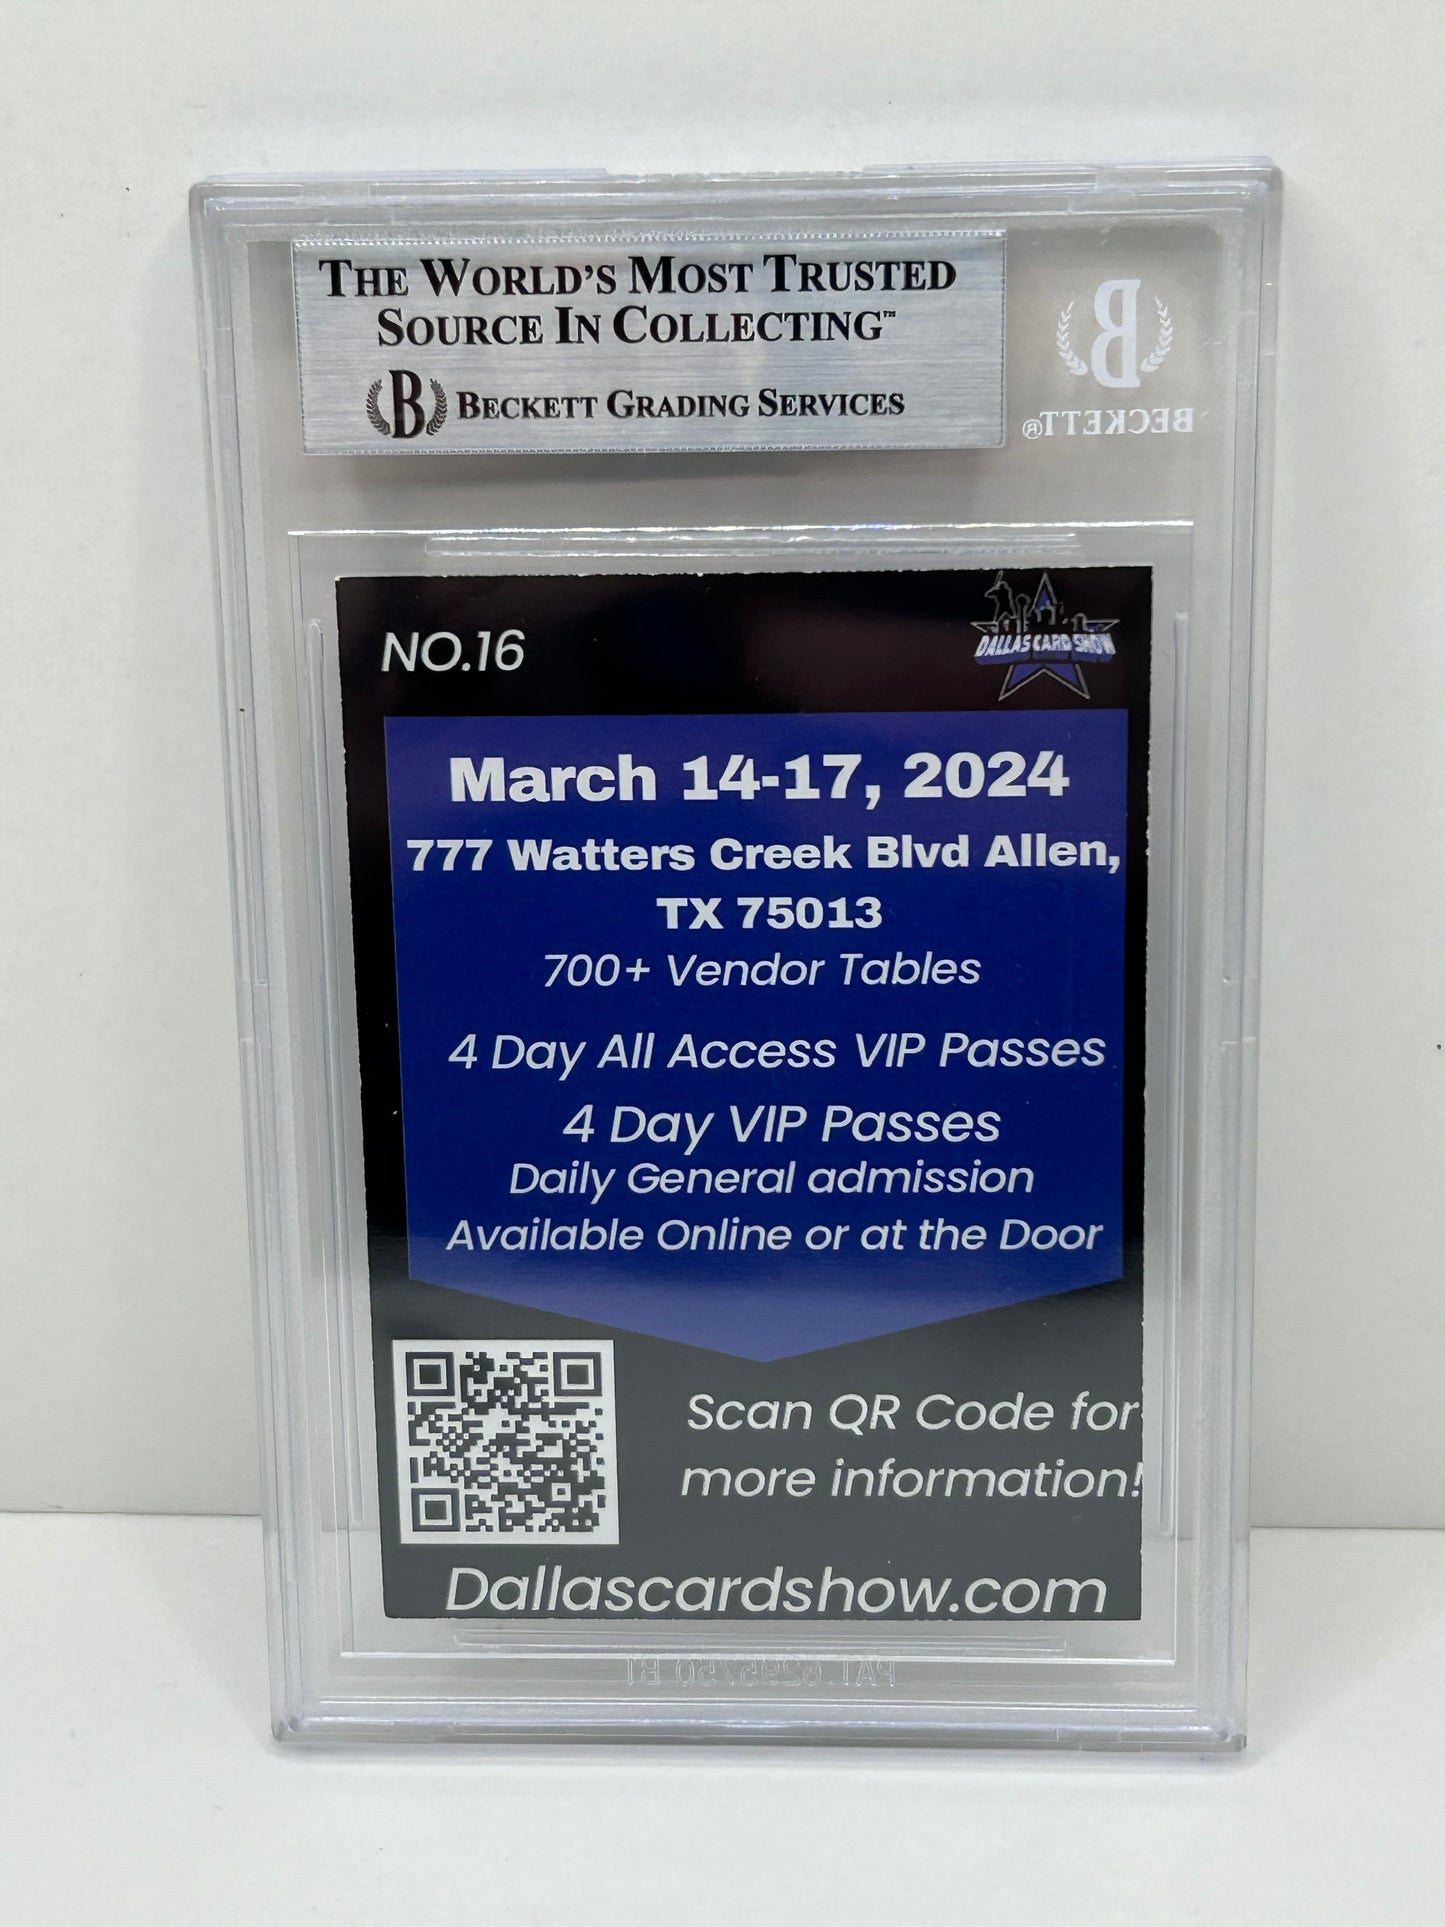 THE WORLD'S MOST TRUSTED
SOURCE IN COLLECTING™
B BECKETT GRADING SERVICES
B
BECKETT®
NO.16
DALLAS CARD SHOW
March 14-17, 2024
777 Watters Creek Blvd Allen,
TX 75013
700+ Vendor Tables
4 Day All Access VIP Passes
4 Day VIP Passes
Daily General admission
Available Online or at the Door
Scan QR Code for
more information!
Dallascardshow.com